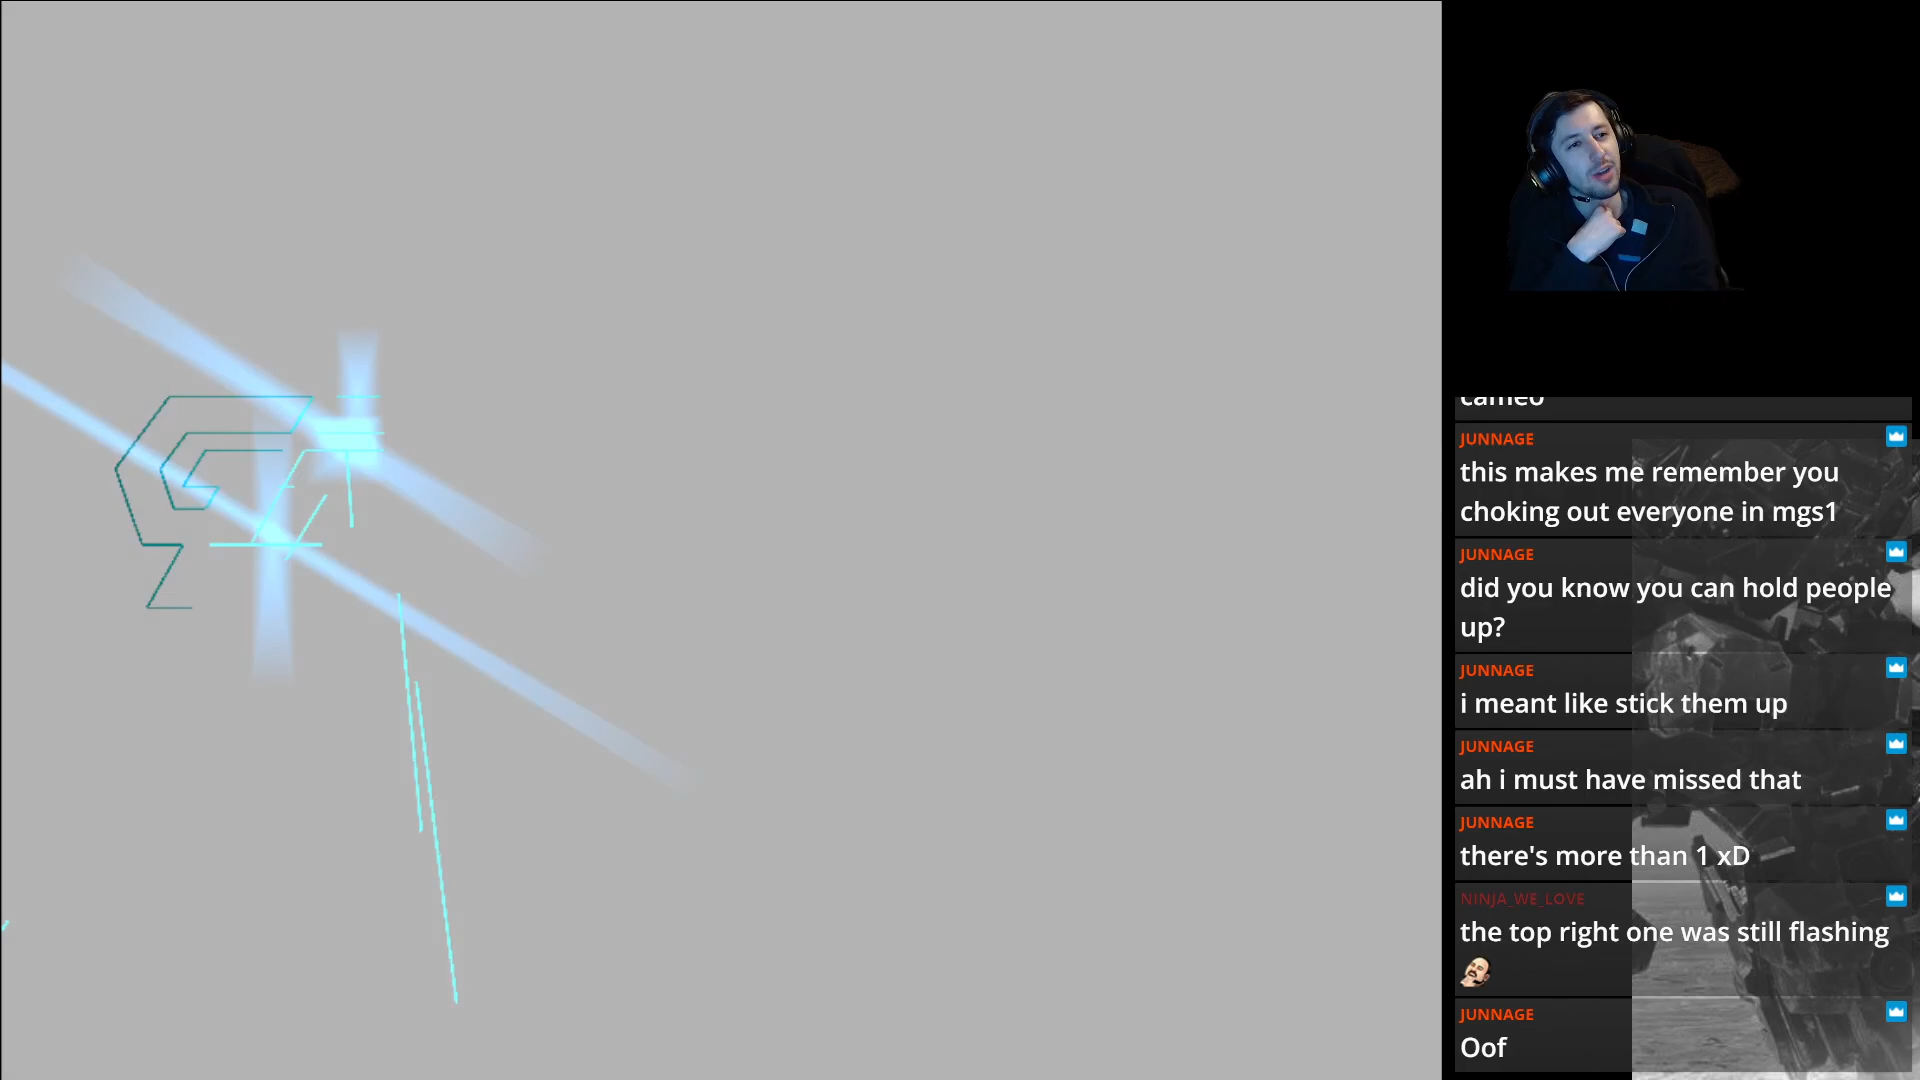 cameo
JUNNAGE
this makes me remember you
choking out everyone in mgs1
JUNNAGE
did you know you can hold people
up?
JUNNAGE
i meant like stick them up
JUNNAGE
ah i must have missed that
JUNNAGE
there's more than 1 xD
NINJA_WE_LOVE
the top right one was still flashing
JUNNAGE
Oof